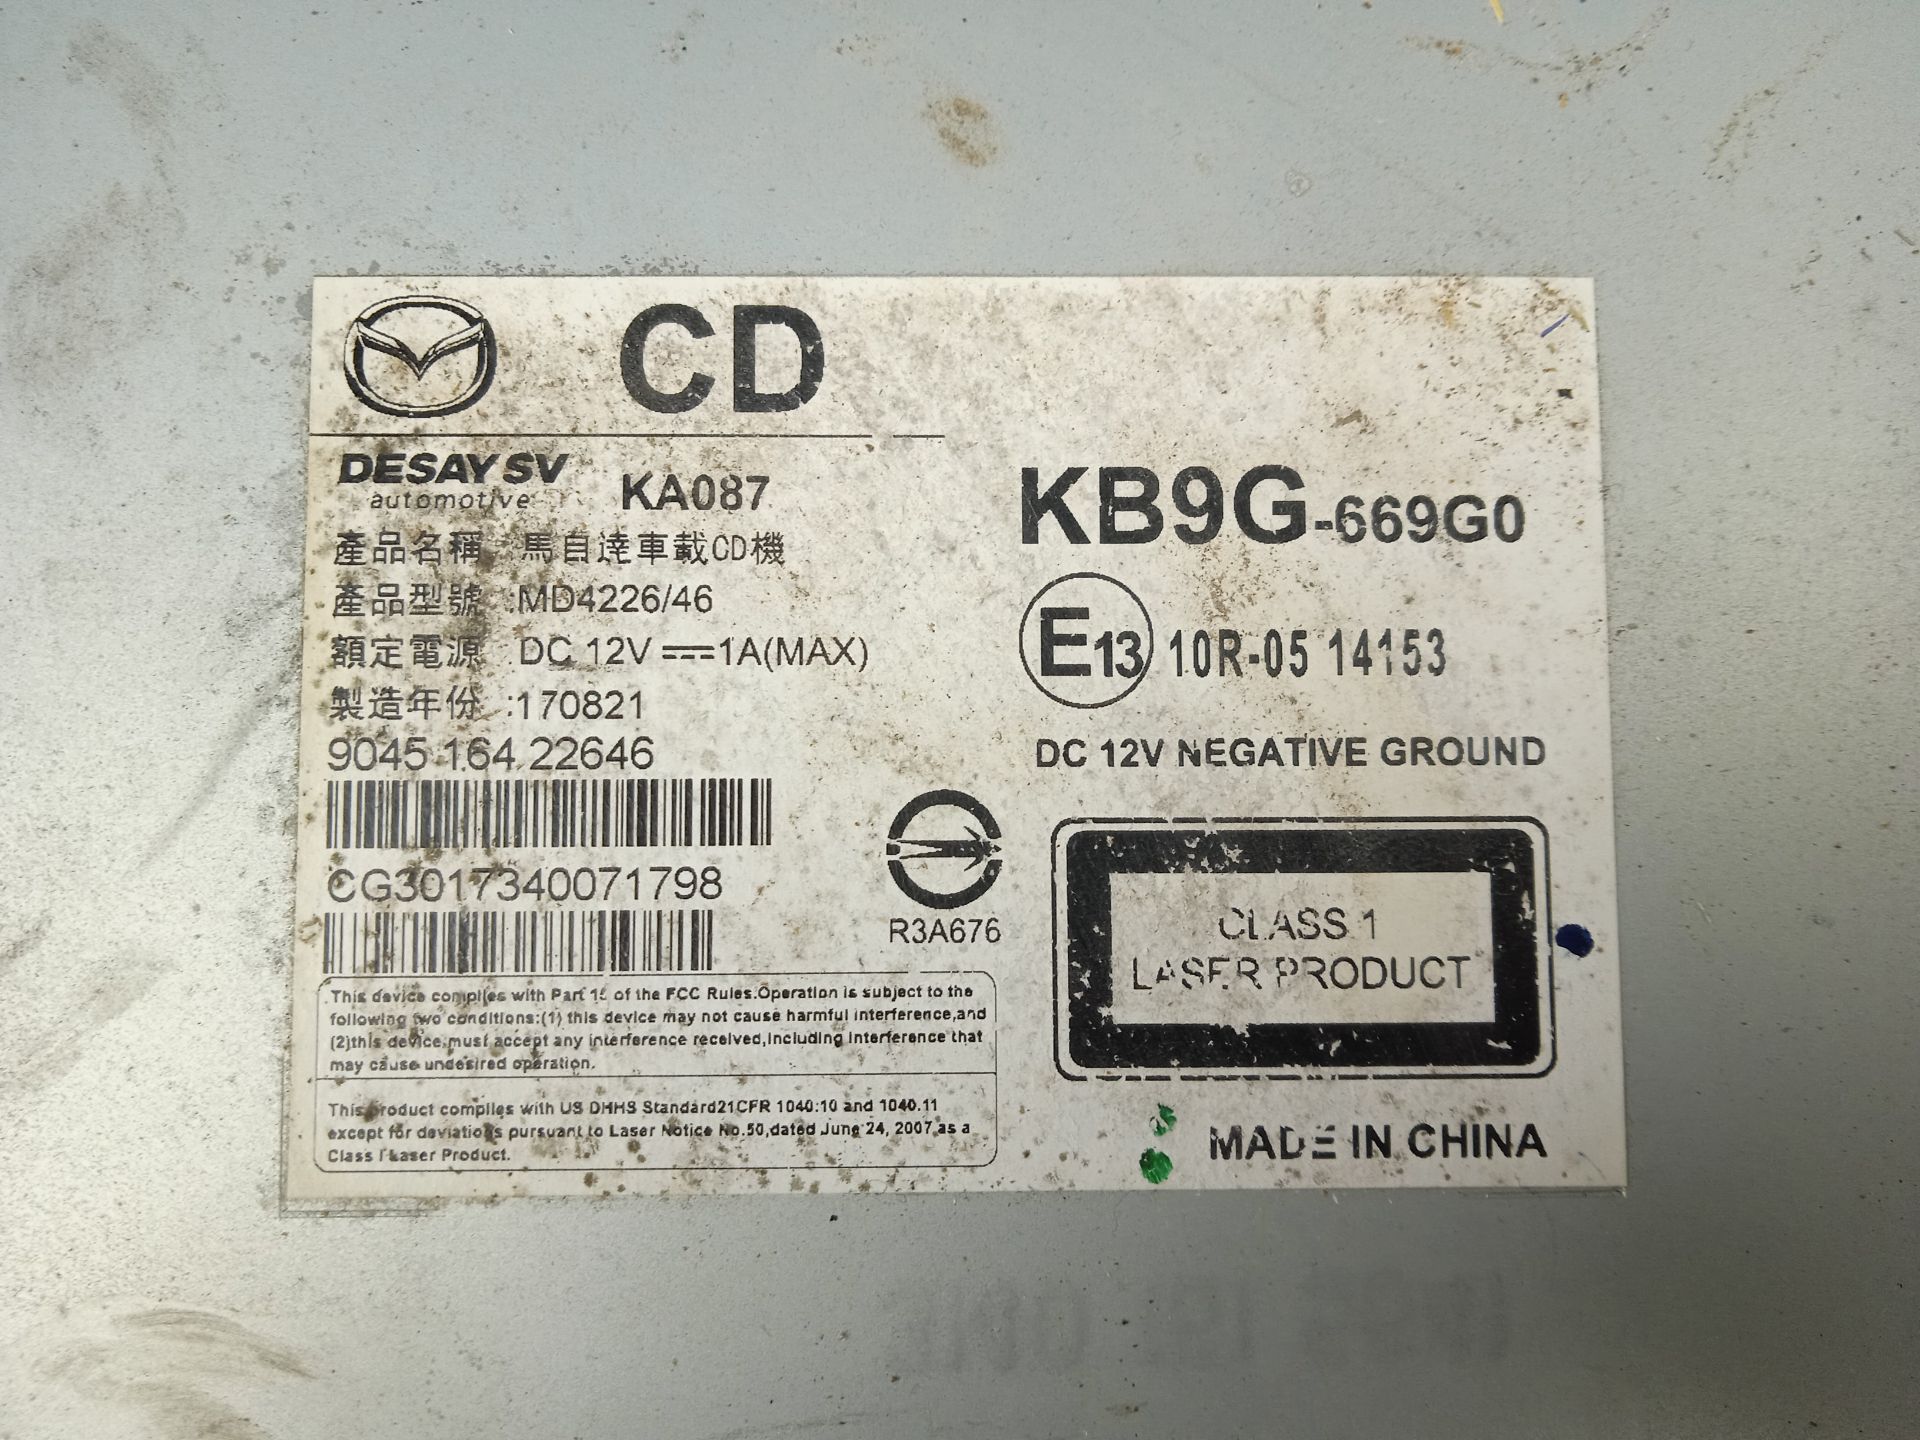 CD
DESAY SV
automotive
KA087
KB9G-669G0
產品名稱 :馬自達車載CD機
產品型號 :MD4226/46
額定電源 :DC 12V ⎓1A(MAX)
製造年份 :170821
9045 164 22646
CG3017340071798
E13 10R-05 14153
DC 12V NEGATIVE GROUND
R3A676
CLASS 1
LASER PRODUCT
This device complies with Part 15 of the FCC Rules.Operation is subject to the
following two conditions:(1) this device may not cause harmful interference,and
(2)this device must accept any interference received,including interference that
may cause undesired operation.
This product complies with US DHHS Standard21CFR 1040:10 and 1040.11
except for deviations pursuant to Laser Notice No.50,dated June 24, 2007,as a
Class I Laser Product.
MADE IN CHINA